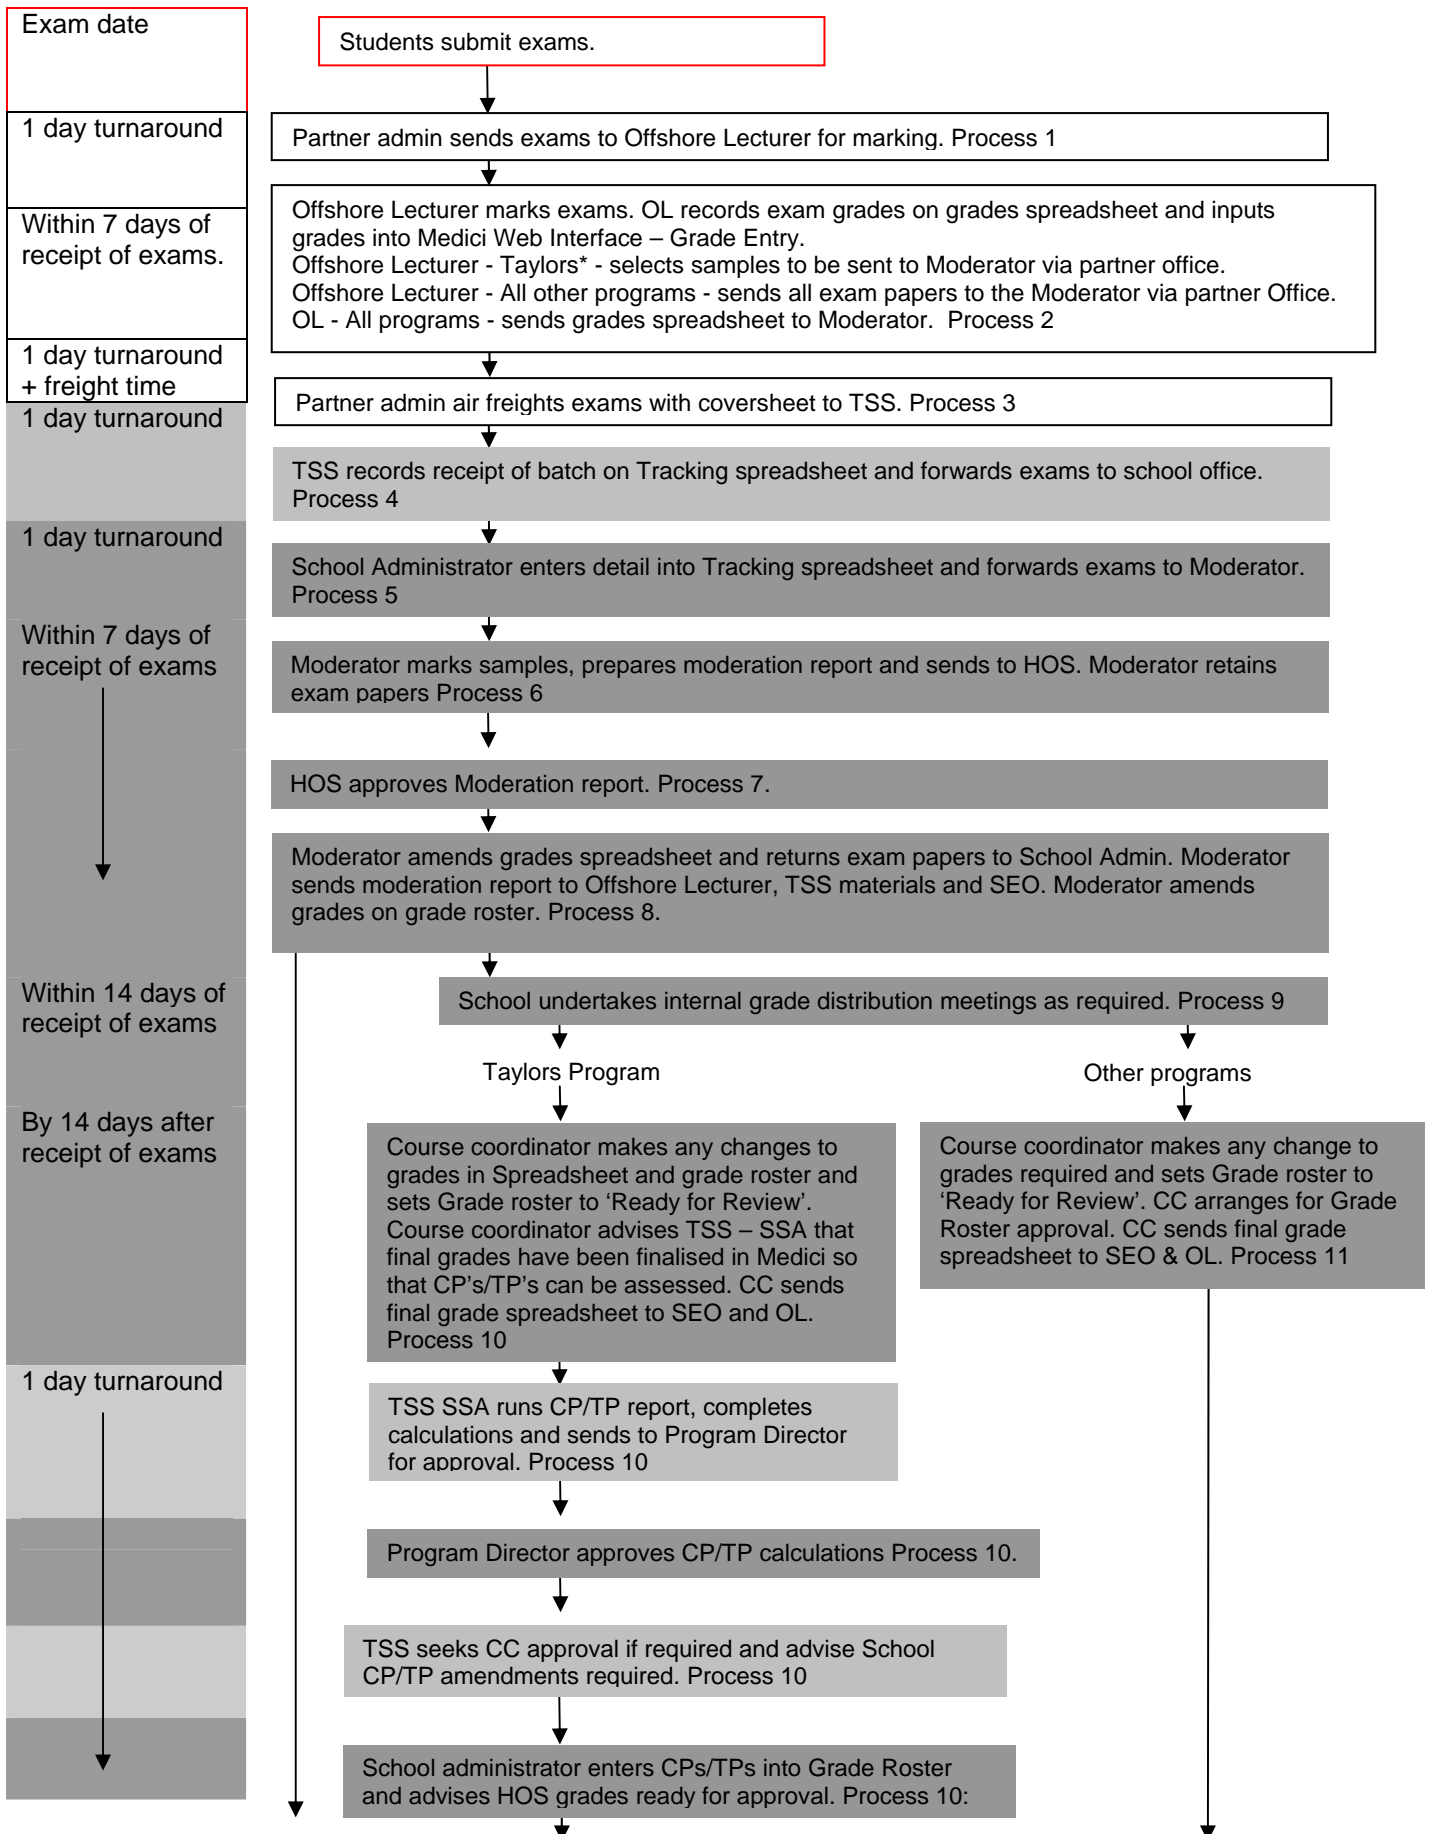 Exam date
Students submit exams.
1 day turnaround
Partner admin sends exams to Offshore Lecturer for marking. Process 1
Within 7 days of
receipt of exams.
Offshore Lecturer marks exams. OL records exam grades on grades spreadsheet and inputs
grades into Medici Web Interface – Grade Entry.
Offshore Lecturer - Taylors* - selects samples to be sent to Moderator via partner office.
Offshore Lecturer - All other programs - sends all exam papers to the Moderator via partner Office.
OL - All programs - sends grades spreadsheet to Moderator.  Process 2
1 day turnaround
+ freight time
Partner admin air freights exams with coversheet to TSS. Process 3
1 day turnaround
TSS records receipt of batch on Tracking spreadsheet and forwards exams to school office.
Process 4
1 day turnaround
School Administrator enters detail into Tracking spreadsheet and forwards exams to Moderator.
Process 5
Within 7 days of
receipt of exams
Moderator marks samples, prepares moderation report and sends to HOS. Moderator retains
exam papers Process 6
HOS approves Moderation report. Process 7.
Moderator amends grades spreadsheet and returns exam papers to School Admin. Moderator
sends moderation report to Offshore Lecturer, TSS materials and SEO. Moderator amends
grades on grade roster. Process 8.
Within 14 days of
receipt of exams
School undertakes internal grade distribution meetings as required. Process 9
Taylors Program
Other programs
By 14 days after
receipt of exams
Course coordinator makes any changes to
grades in Spreadsheet and grade roster and
sets Grade roster to ‘Ready for Review’.
Course coordinator advises TSS – SSA that
final grades have been finalised in Medici so
that CP’s/TP’s can be assessed. CC sends
final grade spreadsheet to SEO and OL.
Process 10
Course coordinator makes any change to
grades required and sets Grade roster to
‘Ready for Review’. CC arranges for Grade
Roster approval. CC sends final grade
spreadsheet to SEO & OL. Process 11
1 day turnaround
TSS SSA runs CP/TP report, completes
calculations and sends to Program Director
for approval. Process 10
Program Director approves CP/TP calculations Process 10.
TSS seeks CC approval if required and advise School
CP/TP amendments required. Process 10
School administrator enters CPs/TPs into Grade Roster
and advises HOS grades ready for approval. Process 10: